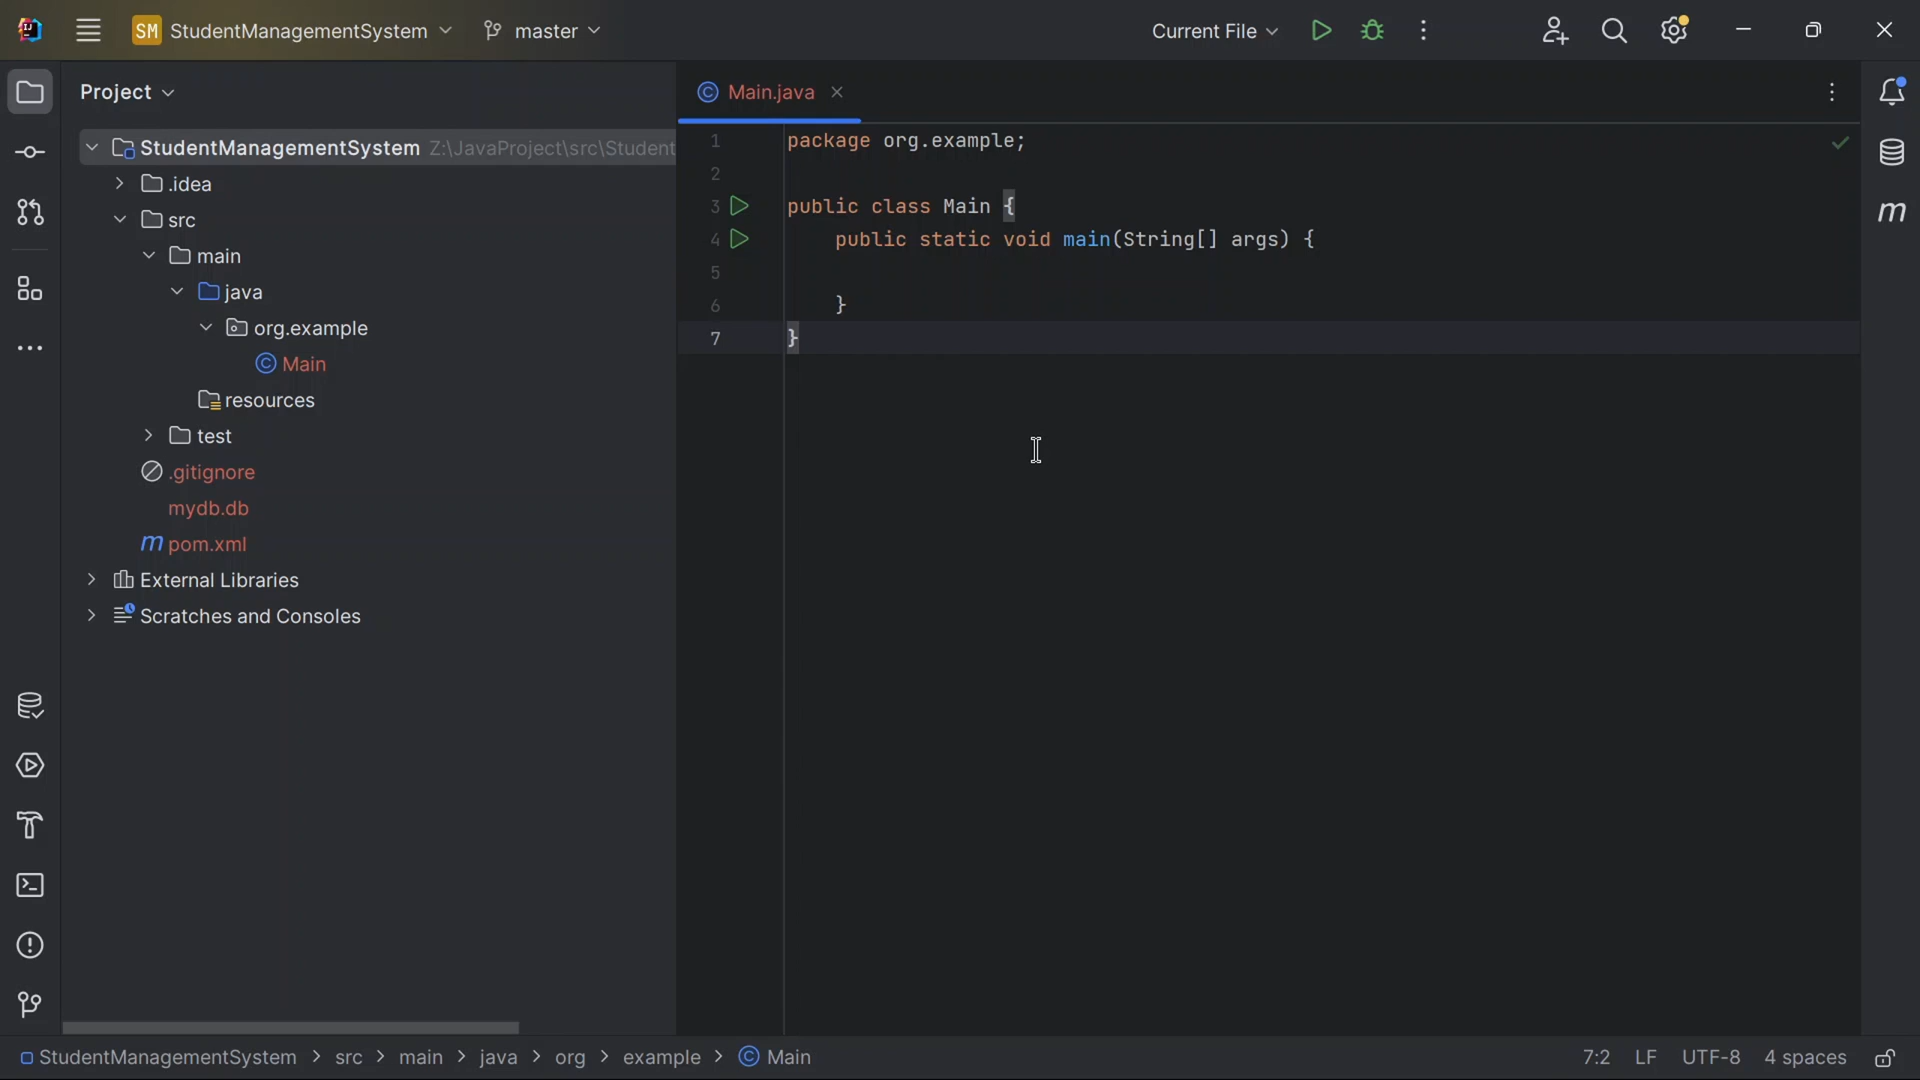 SM StudentManagementSystem master Current File
Project
Main.java
StudentManagementSystem Z:\JavaProject\src\Student
.idea
src
main
java
org.example
Main
resources
test
.gitignore
mydb.db
m pom.xml
External Libraries
Scratches and Consoles
1 package org.example;
2
3 public class Main {
4 public static void main(String[] args) {
5
6 }
7 }
m
StudentManagementSystem > src > main > java > org > example > Main 7:2 LF UTF-8 4 spaces